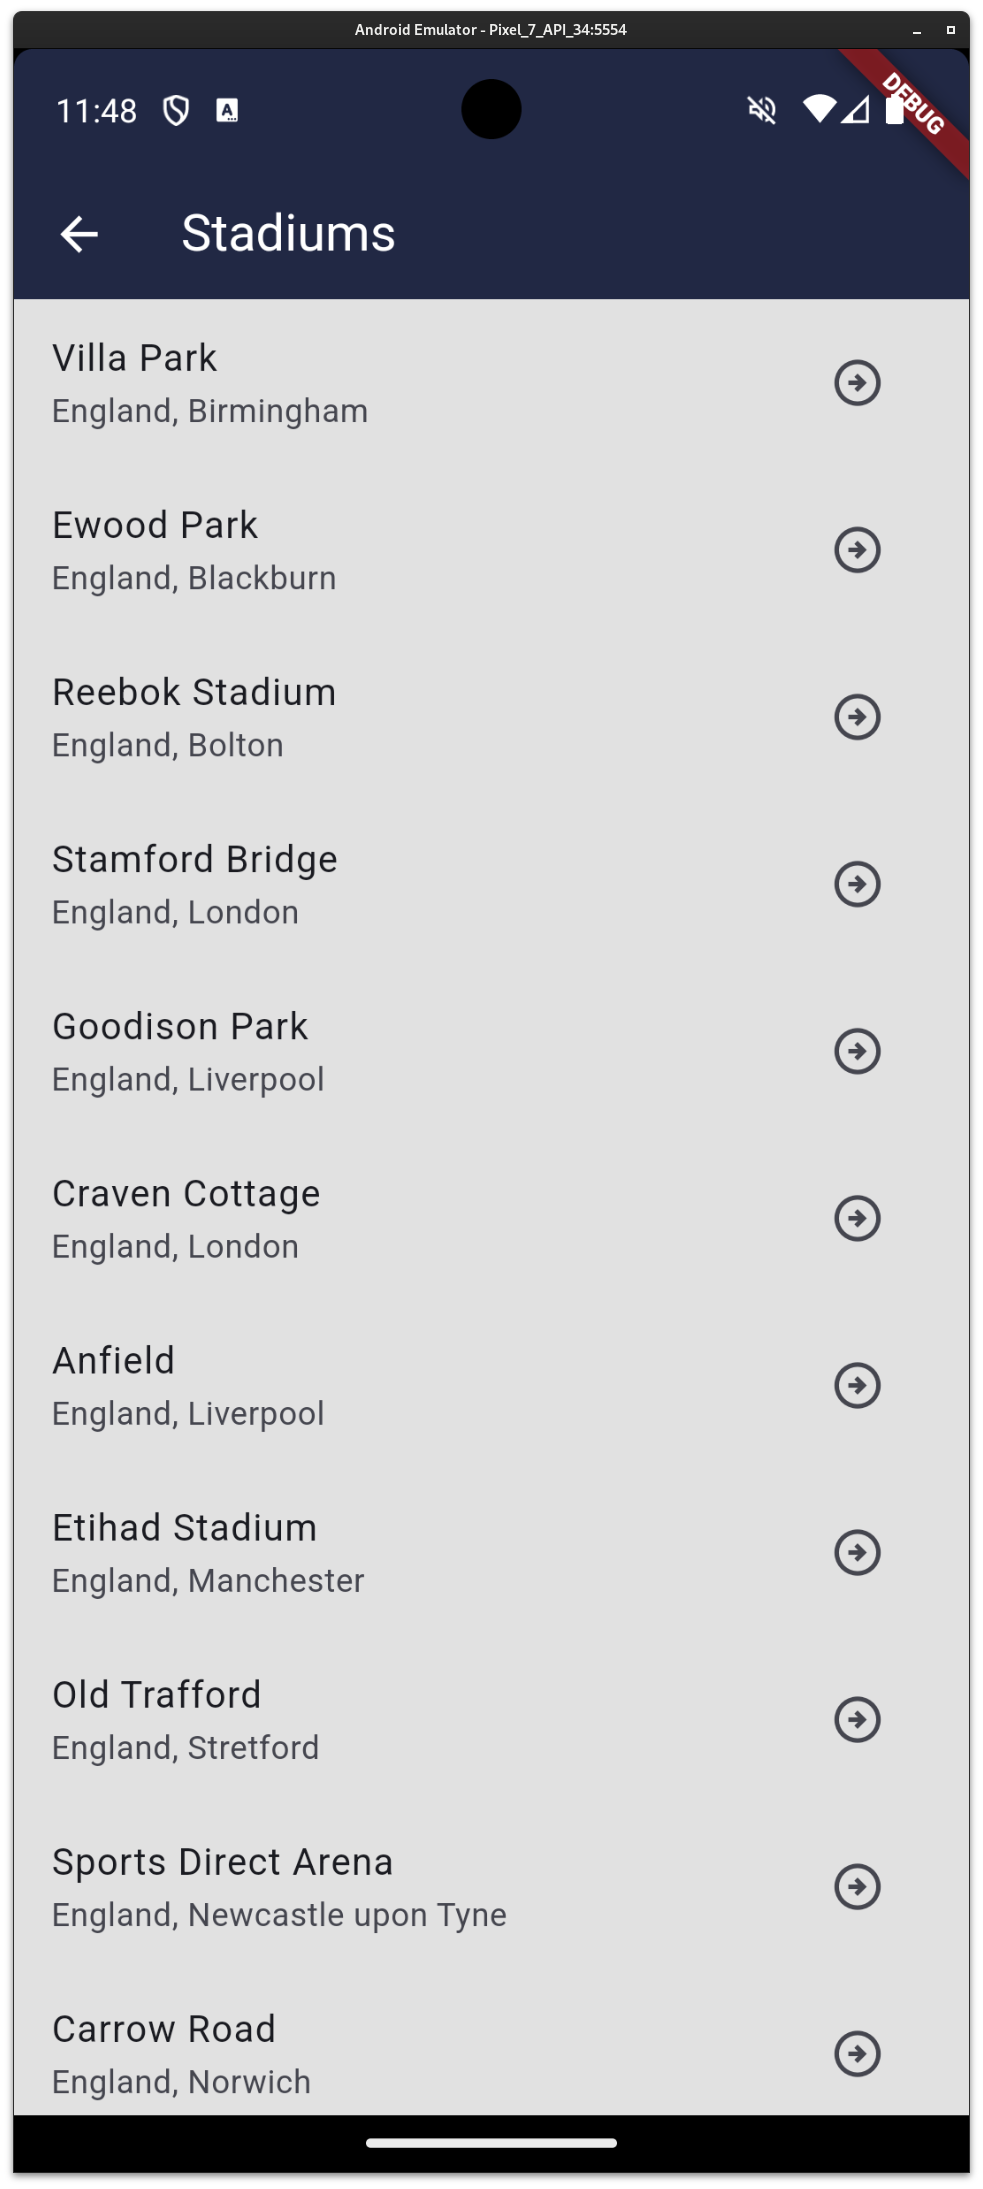 Android Emulator - Pixel_7_API_34:5554
11:48
A
DEBUG
Stadiums
Villa Park
England, Birmingham
Ewood Park
England, Blackburn
Reebok Stadium
England, Bolton
Stamford Bridge
England, London
Goodison Park
England, Liverpool
Craven Cottage
England, London
Anfield
England, Liverpool
Etihad Stadium
England, Manchester
Old Trafford
England, Stretford
Sports Direct Arena
England, Newcastle upon Tyne
Carrow Road
England, Norwich